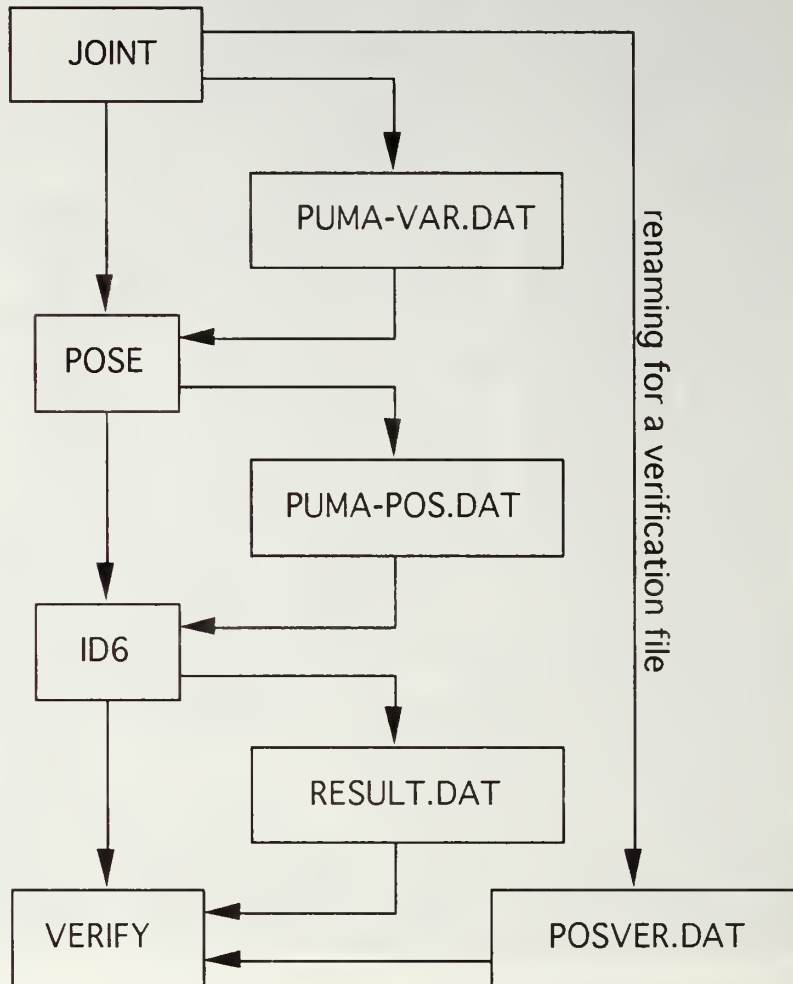 JOINT
PUMA-VAR.DAT
renaming for a verification file
POSE
PUMA-POS.DAT
ID6
RESULT.DAT
VERIFY
POSVER.DAT